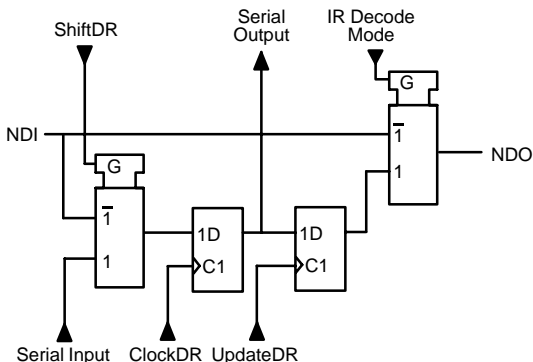 Serial
Output
IR Decode
Mode
ShiftDR
G
NDI
1
1
NDO
G
1
1
1D
C1
1D
C1
Serial Input
ClockDR
UpdateDR